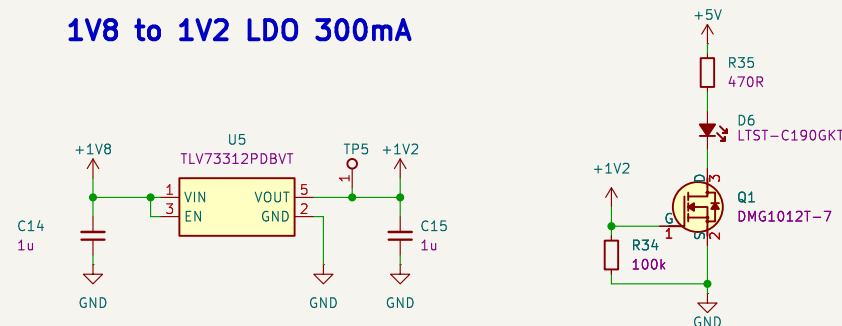 1V8 to 1V2 LDO 300mA
+5V
R35
470R
D6
LTST-C190GKT
U5
TLV73312PDBVT
+1V8
TP5
+1V2
1
1 VIN VOUT 5
3 EN GND 2
C14
1u
C15
1u
GND
GND
GND
+1V2
D 3
Q1
DMG1012T-7
G
1
S 2
R34
100k
GND